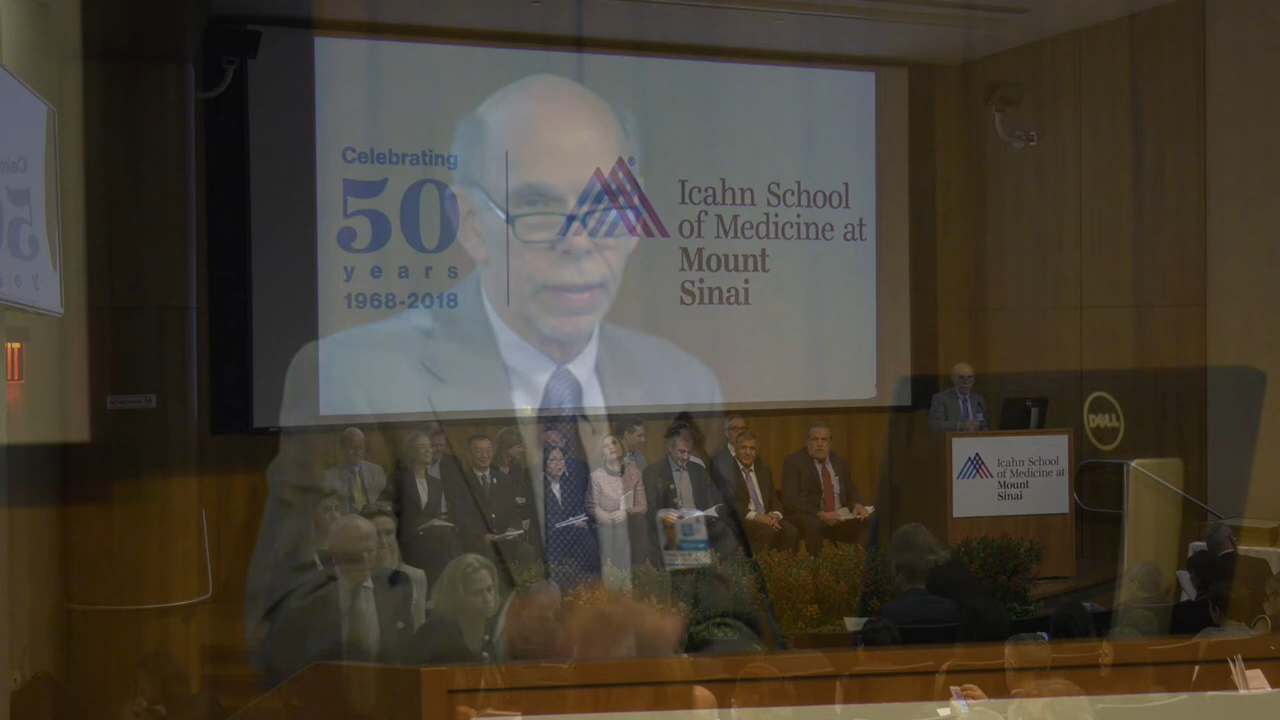 Celebrating
50
years
1968-2018
Icahn School
of Medicine at
Mount
Sinai
DELL
Icahn School
of Medicine at
Mount
Sinai